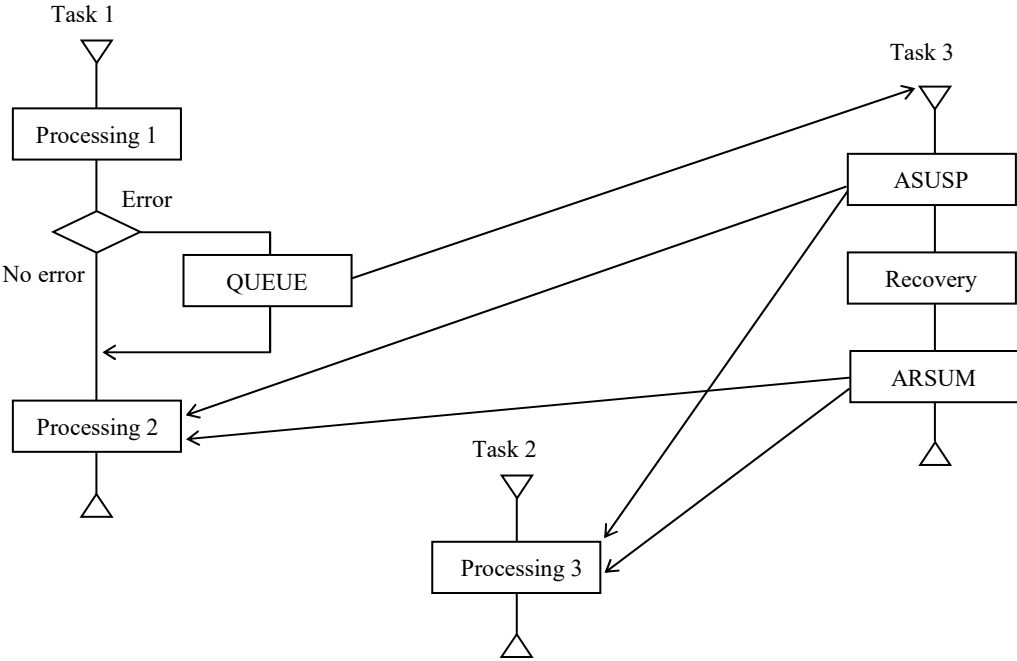 Task 1
Task 3
Processing 1
ASUSP
Error
No error
QUEUE
Recovery
ARSUM
Processing 2
Task 2
Processing 3